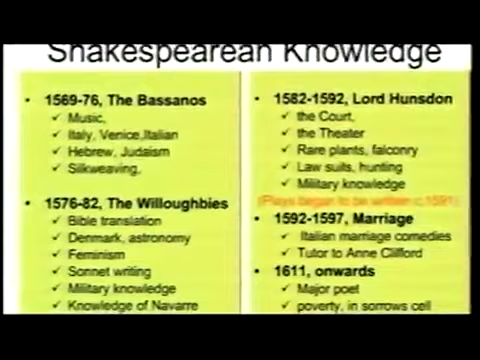 Shakespearean Knowledge
• 1569-76, The Bassanos
✓ Music,
✓ Italy, Venice,Italian
✓ Hebrew, Judaism
✓ Silkweaving,
• 1576-82, The Willoughbies
✓ Bible translation
✓ Denmark, astronomy
✓ Feminism
✓ Sonnet writing
✓ Military knowledge
✓ Knowledge of Navarre
• 1582-1592, Lord Hunsdon
✓ the Court,
✓ the Theater
✓ Rare plants, falconry
✓ Law suits, hunting
✓ Military knowledge
(Plays began to be written c.1591)
• 1592-1597, Marriage
✓ Italian marriage comedies
✓ Tutor to Anne Clifford
• 1611, onwards
✓ Major poet
✓ poverty, in sorrows cell